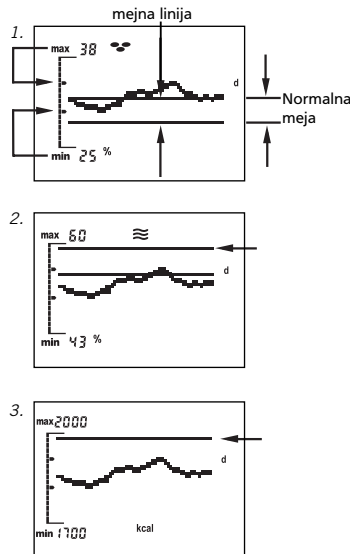 mejna linija
1.
max 38
d
Normalna
meja
min 25 %
2.
max 60
d
min 43 %
3.
max 2000
d
min 1700 kcal